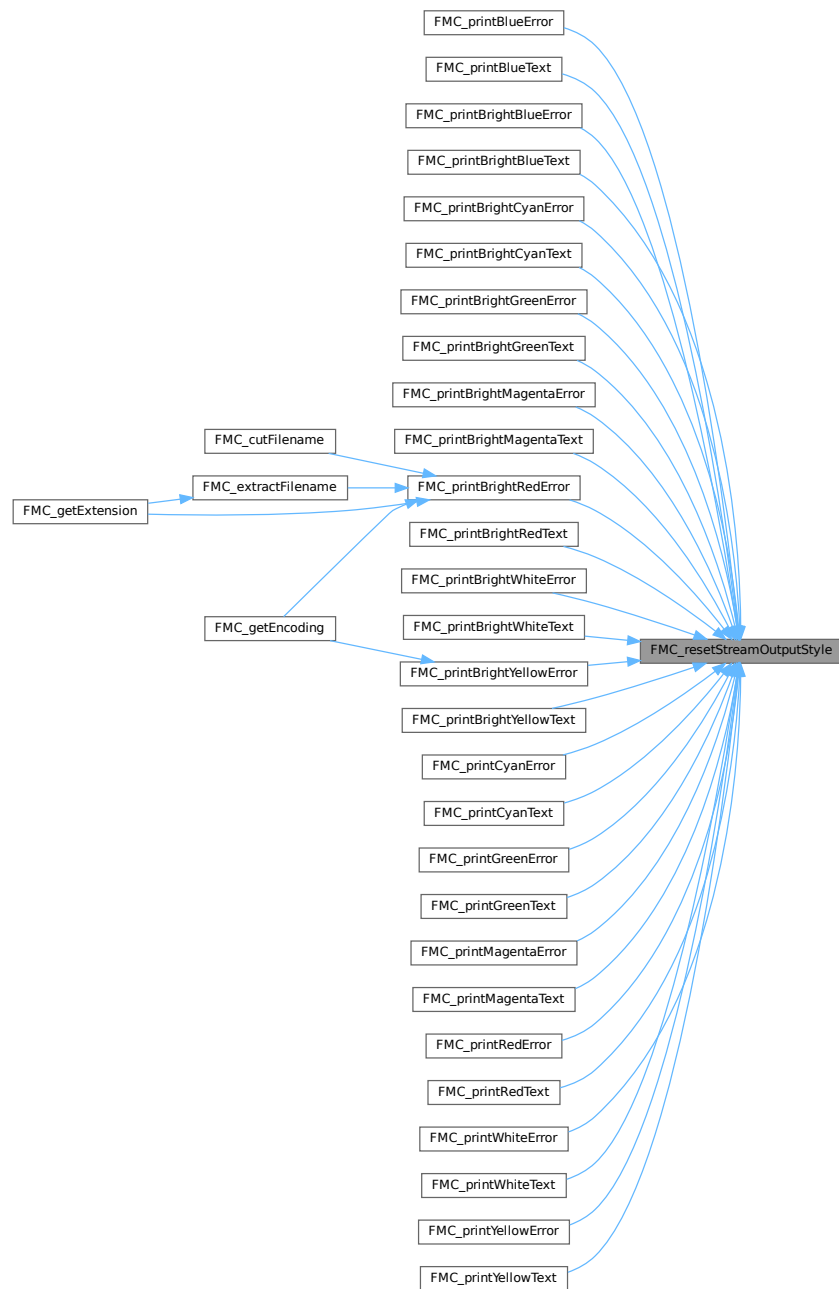 FMC_printBlueError
FMC_printBlueText
FMC_printBrightBlueError
FMC_printBrightBlueText
FMC_printBrightCyanError
FMC_printBrightCyanText
FMC_printBrightGreenError
FMC_printBrightGreenText
FMC_printBrightMagentaError
FMC_cutFilename
FMC_printBrightMagentaText
FMC_extractFilename
FMC_printBrightRedError
FMC_getExtension
FMC_printBrightRedText
FMC_printBrightWhiteError
FMC_getEncoding
FMC_printBrightWhiteText
FMC_resetStreamOutputStyle
FMC_printBrightYellowError
FMC_printBrightYellowText
FMC_printCyanError
FMC_printCyanText
FMC_printGreenError
FMC_printGreenText
FMC_printMagentaError
FMC_printMagentaText
FMC_printRedError
FMC_printRedText
FMC_printWhiteError
FMC_printWhiteText
FMC_printYellowError
FMC_printYellowText